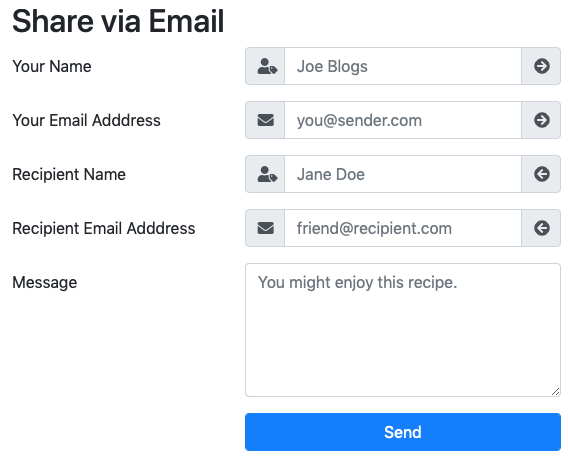 Share via Email
Your Name Joe Blogs
Your Email Adddress you@sender.com
Recipient Name Jane Doe
Recipient Email Adddress friend@recipient.com
Message You might enjoy this recipe.
Send